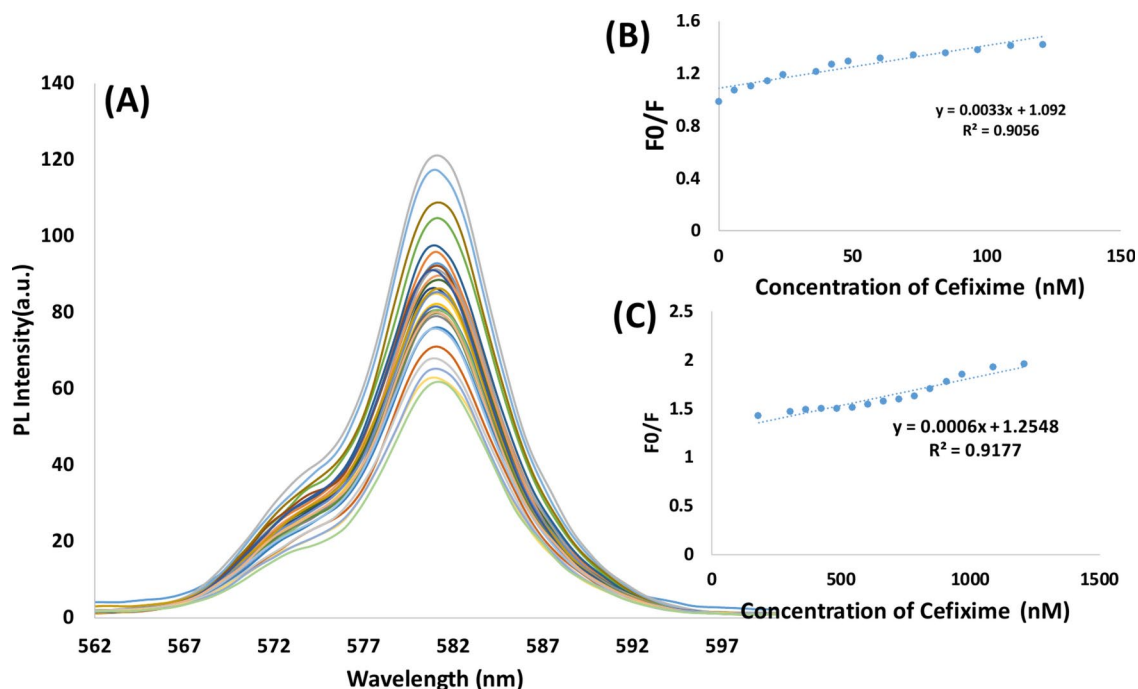 (A)
140
120
100
80
60
40
20
0
PL Intensity(a.u.)
562 567 572 577 582 587 592 597
Wavelength (nm)
(B)
1.6
1.2
0.8
0.4
0
F0/F
y = 0.0033x + 1.092
R² = 0.9056
0 50 100 150
Concentration of Cefixime (nM)
(C)
2.5
2
1.5
1
0.5
0
F0/F
y = 0.0006x + 1.2548
R² = 0.9177
0 500 1000 1500
Concentration of Cefixime (nM)